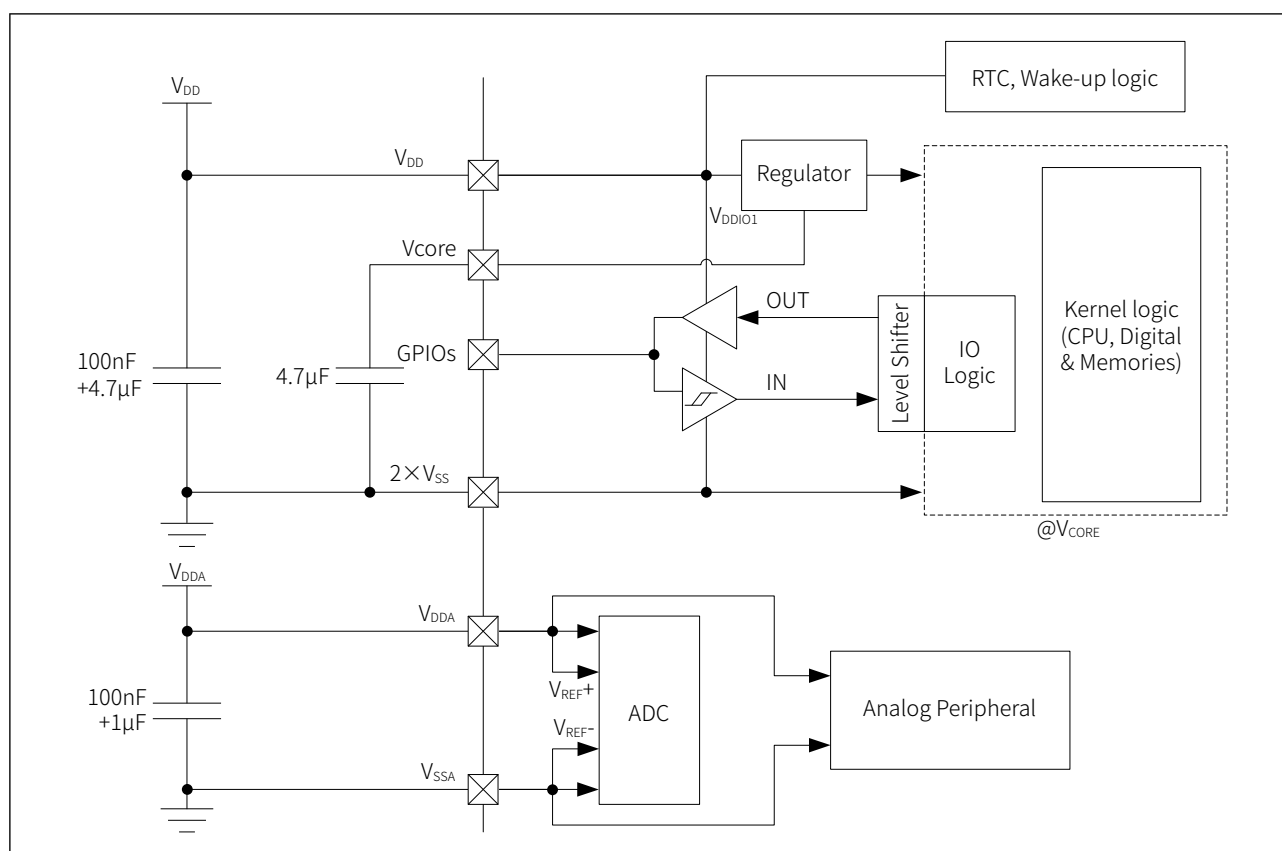 RTC, Wake-up logic
VDD
VDD
Regulator
VDDIO1
Vcore
OUT
GPIOs
100nF
+4.7μF
4.7μF
IN
Level Shifter
IO
Logic
Kernel logic
(CPU, Digital
& Memories)
2×VSS
@VCORE
VDDA
VDDA
VREF+
100nF
+1μF
ADC
VREF-
Analog Peripheral
VSSA